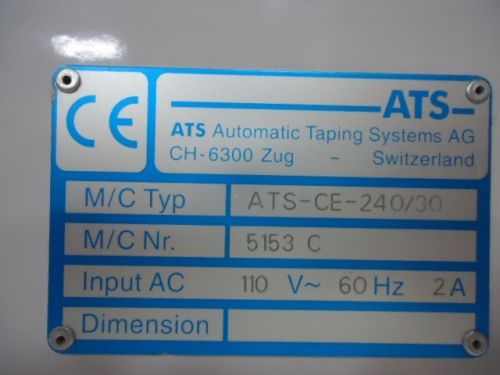 CE
ATS
ATS Automatic Taping Systems AG
CH-6300 Zug - Switzerland
M/C Typ ATS-CE-240/30
M/C Nr. 5153 C
Input AC 110 V~ 60 Hz 2 A
Dimension